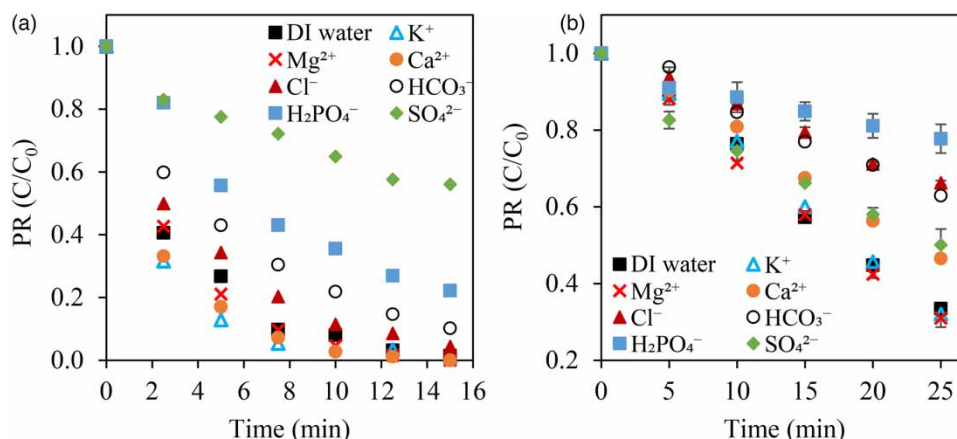 (a)
PR (C/C₀)
1.0
0.8
0.6
0.4
0.2
0.0
DI water K⁺
Mg²⁺ Ca²⁺
Cl⁻ HCO₃⁻
H₂PO₄⁻ SO₄²⁻
0 2 4 6 8 10 12 14 16
Time (min)
(b)
PR (C/C₀)
1.0
0.8
0.6
0.4
0.2
DI water K⁺
Mg²⁺ Ca²⁺
Cl⁻ HCO₃⁻
H₂PO₄⁻ SO₄²⁻
0 5 10 15 20 25
Time (min)